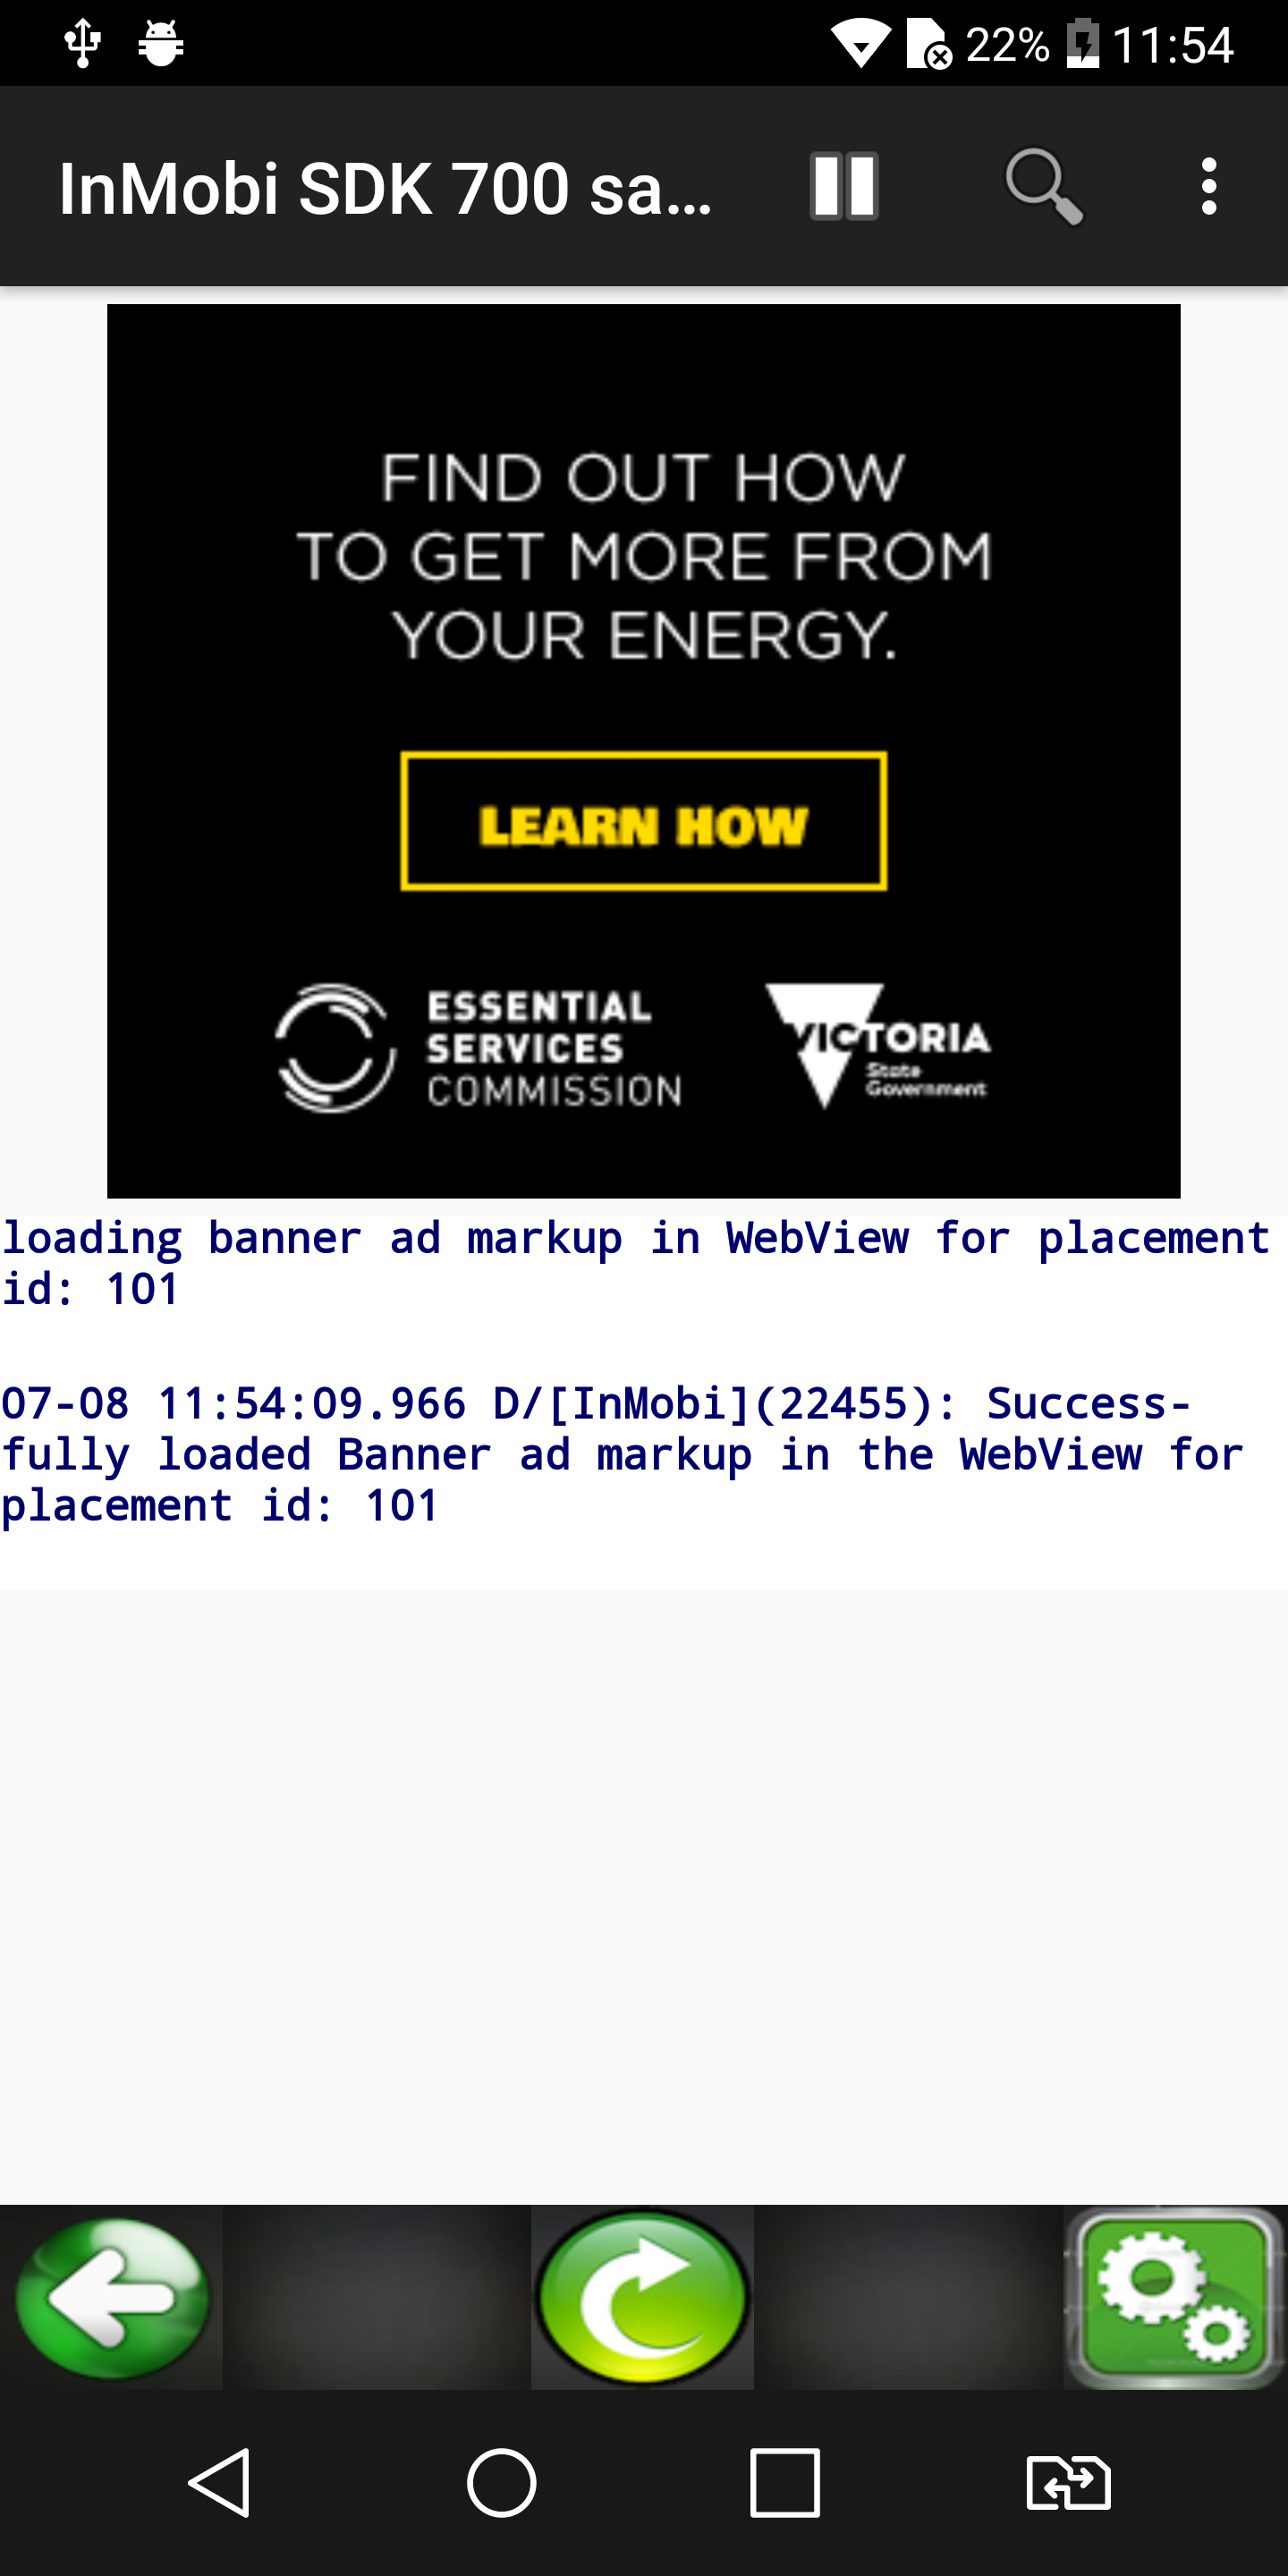 22% 11:54
InMobi SDK 700 sa...
FIND OUT HOW
TO GET MORE FROM
YOUR ENERGY.
LEARN HOW
ESSENTIAL
SERVICES
COMMISSION
VICTORIA
State
Government
loading banner ad markup in WebView for placement
id: 101
07-08 11:54:09.966 D/[InMobi](22455): Success-
fully loaded Banner ad markup in the WebView for
placement id: 101